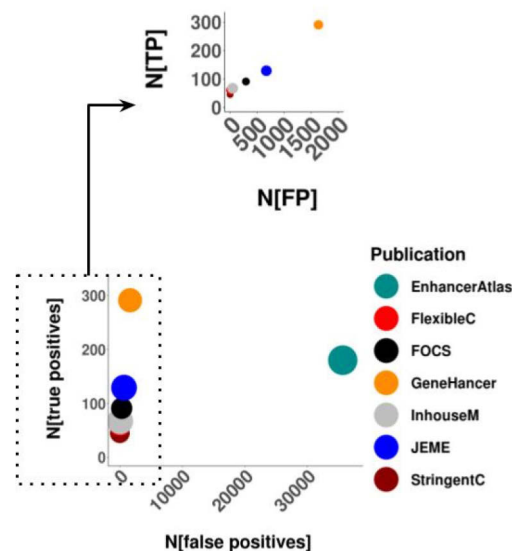 N[TP]
300
200
100
0
0
500
1000
1500
2000
N[FP]
N[true positives]
300
200
100
0
0
10000
20000
30000
N[false positives]
Publication
EnhancerAtlas
FlexibleC
FOCS
GeneHancer
InhouseM
JEME
StringentC